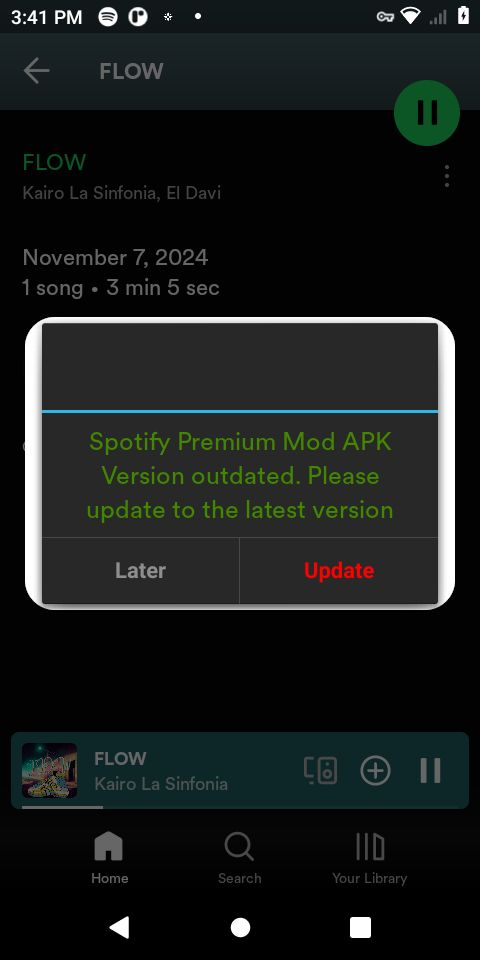 3:41 PM
FLOW
FLOW
Kairo La Sinfonia, El Davi
November 7, 2024
1 song • 3 min 5 sec
Spotify Premium Mod APK
Version outdated. Please
update to the latest version
Later
Update
FLOW
Kairo La Sinfonia
Home
Search
Your Library